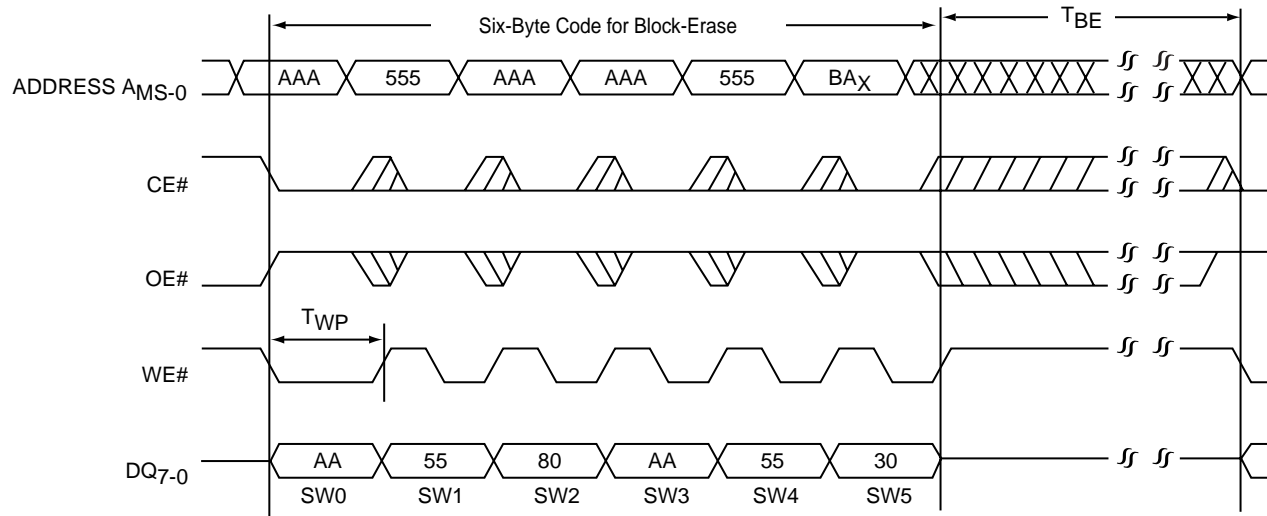 Six-Byte Code for Block-Erase
TBE
ADDRESS AMS-0
AAA 555 AAA AAA 555 BAX
CE#
OE#
TWP
WE#
DQ7-0
AA 55 80 AA 55 30
SW0 SW1 SW2 SW3 SW4 SW5